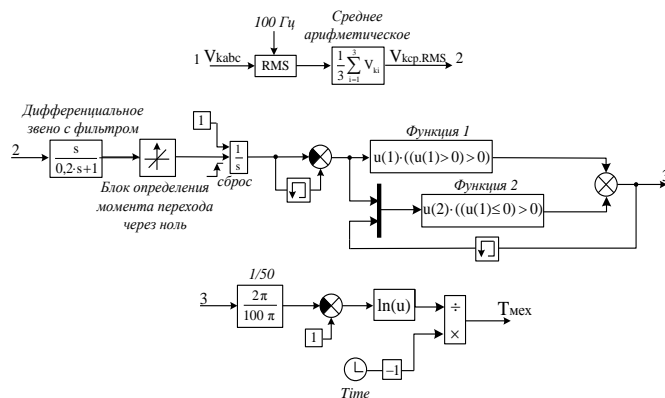 100 Гц
Среднее
арифметическое
1 Vkabc
RMS
1/3 ∑ i=1 3 Vki
Vкср.RMS 2
Дифференциальное
звено с фильтром
2
s
0,2·s+1
1
1
s
сброс
Блок определения
момента перехода
через ноль
Функция 1
u(1)·((u(1)>0)>0)
Функция 2
u(2)·((u(1)≤0)>0)
3
1/50
3
2π
100 π
1
ln(u)
÷
×
Tмех
−1
Time